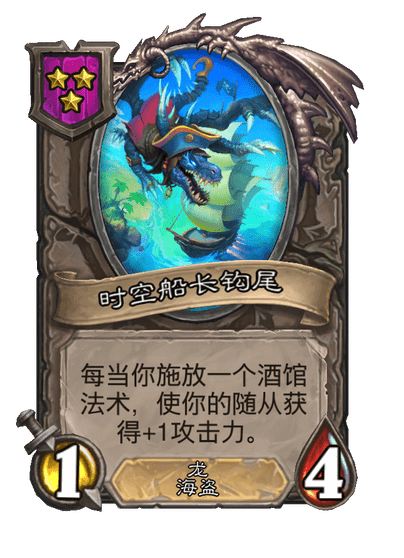 时空船长钩尾
每当你施放一个酒馆
法术，使你的随从获
得+1攻击力。
1
龙
海盗
4